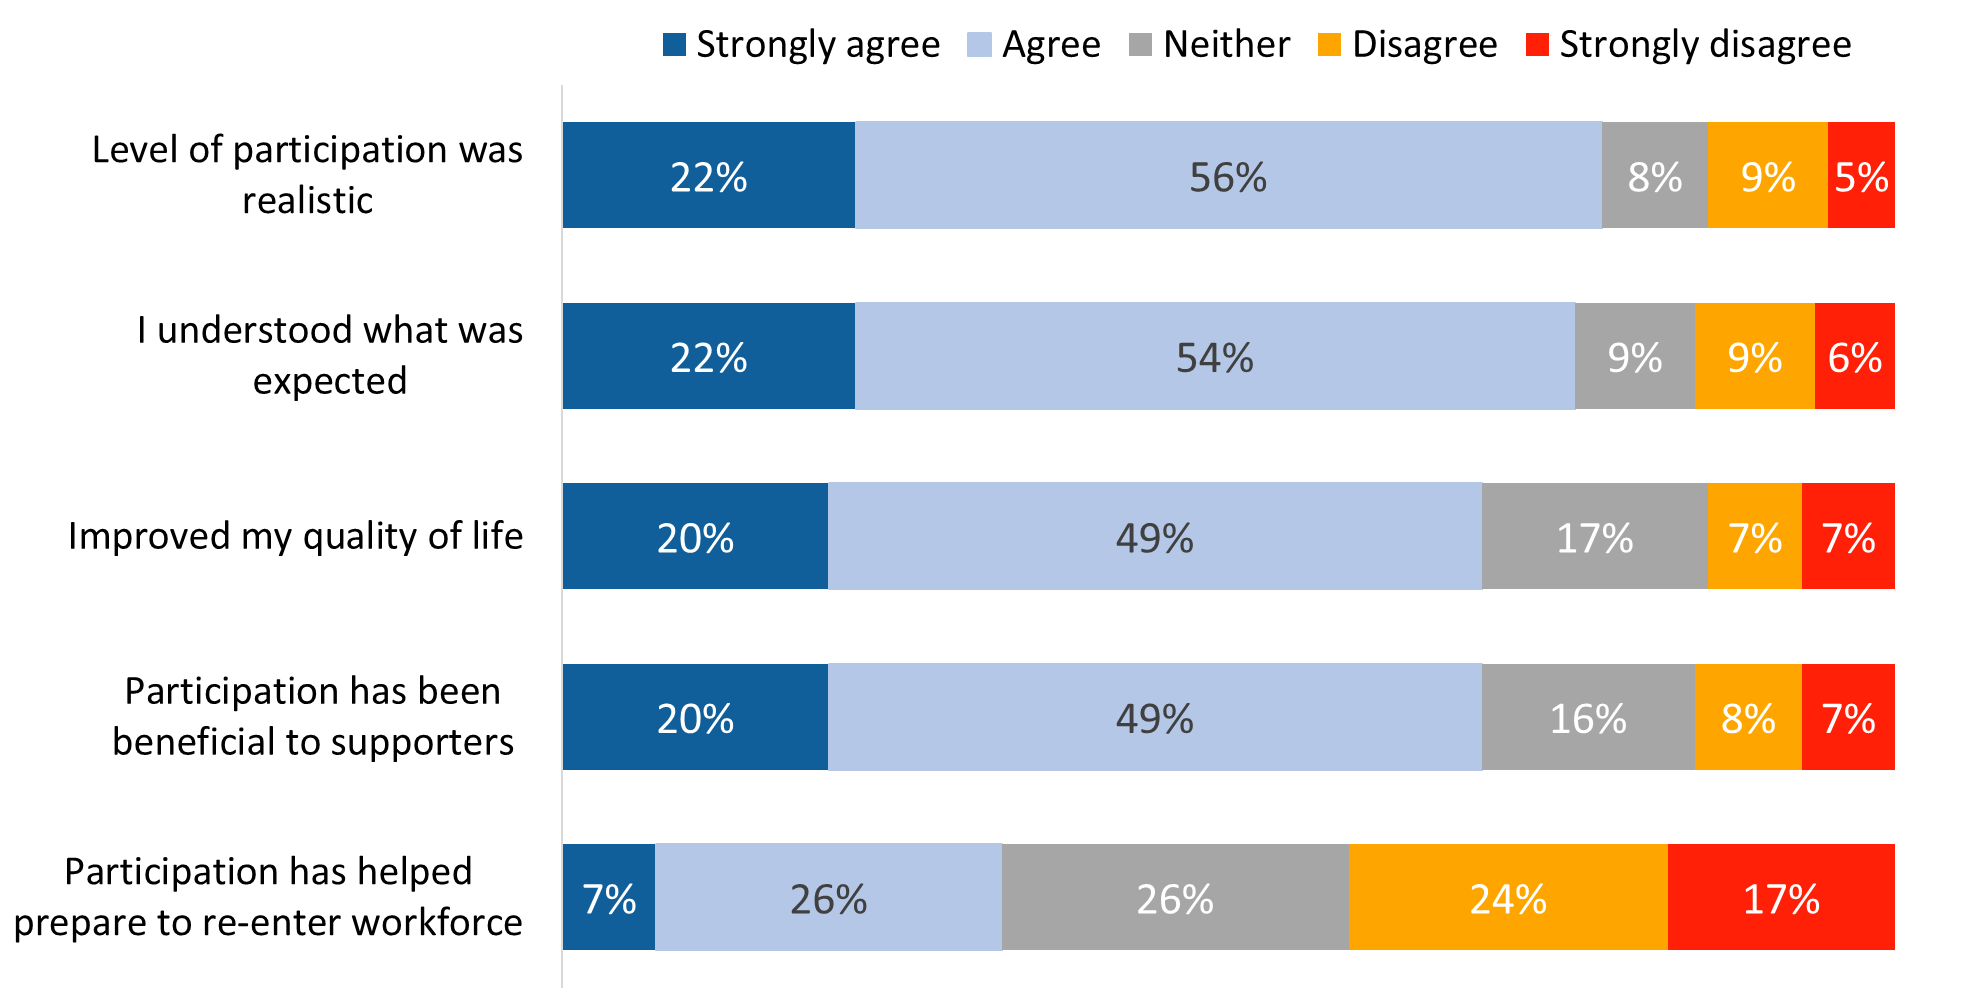 Strongly agree Agree Neither Disagree Strongly disagree
Level of participation was
realistic
22% 56% 8% 9% 5%
I understood what was
expected
22% 54% 9% 9% 6%
Improved my quality of life
20% 49% 17% 7% 7%
Participation has been
beneficial to supporters
20% 49% 16% 8% 7%
Participation has helped
prepare to re-enter workforce
7% 26% 26% 24% 17%